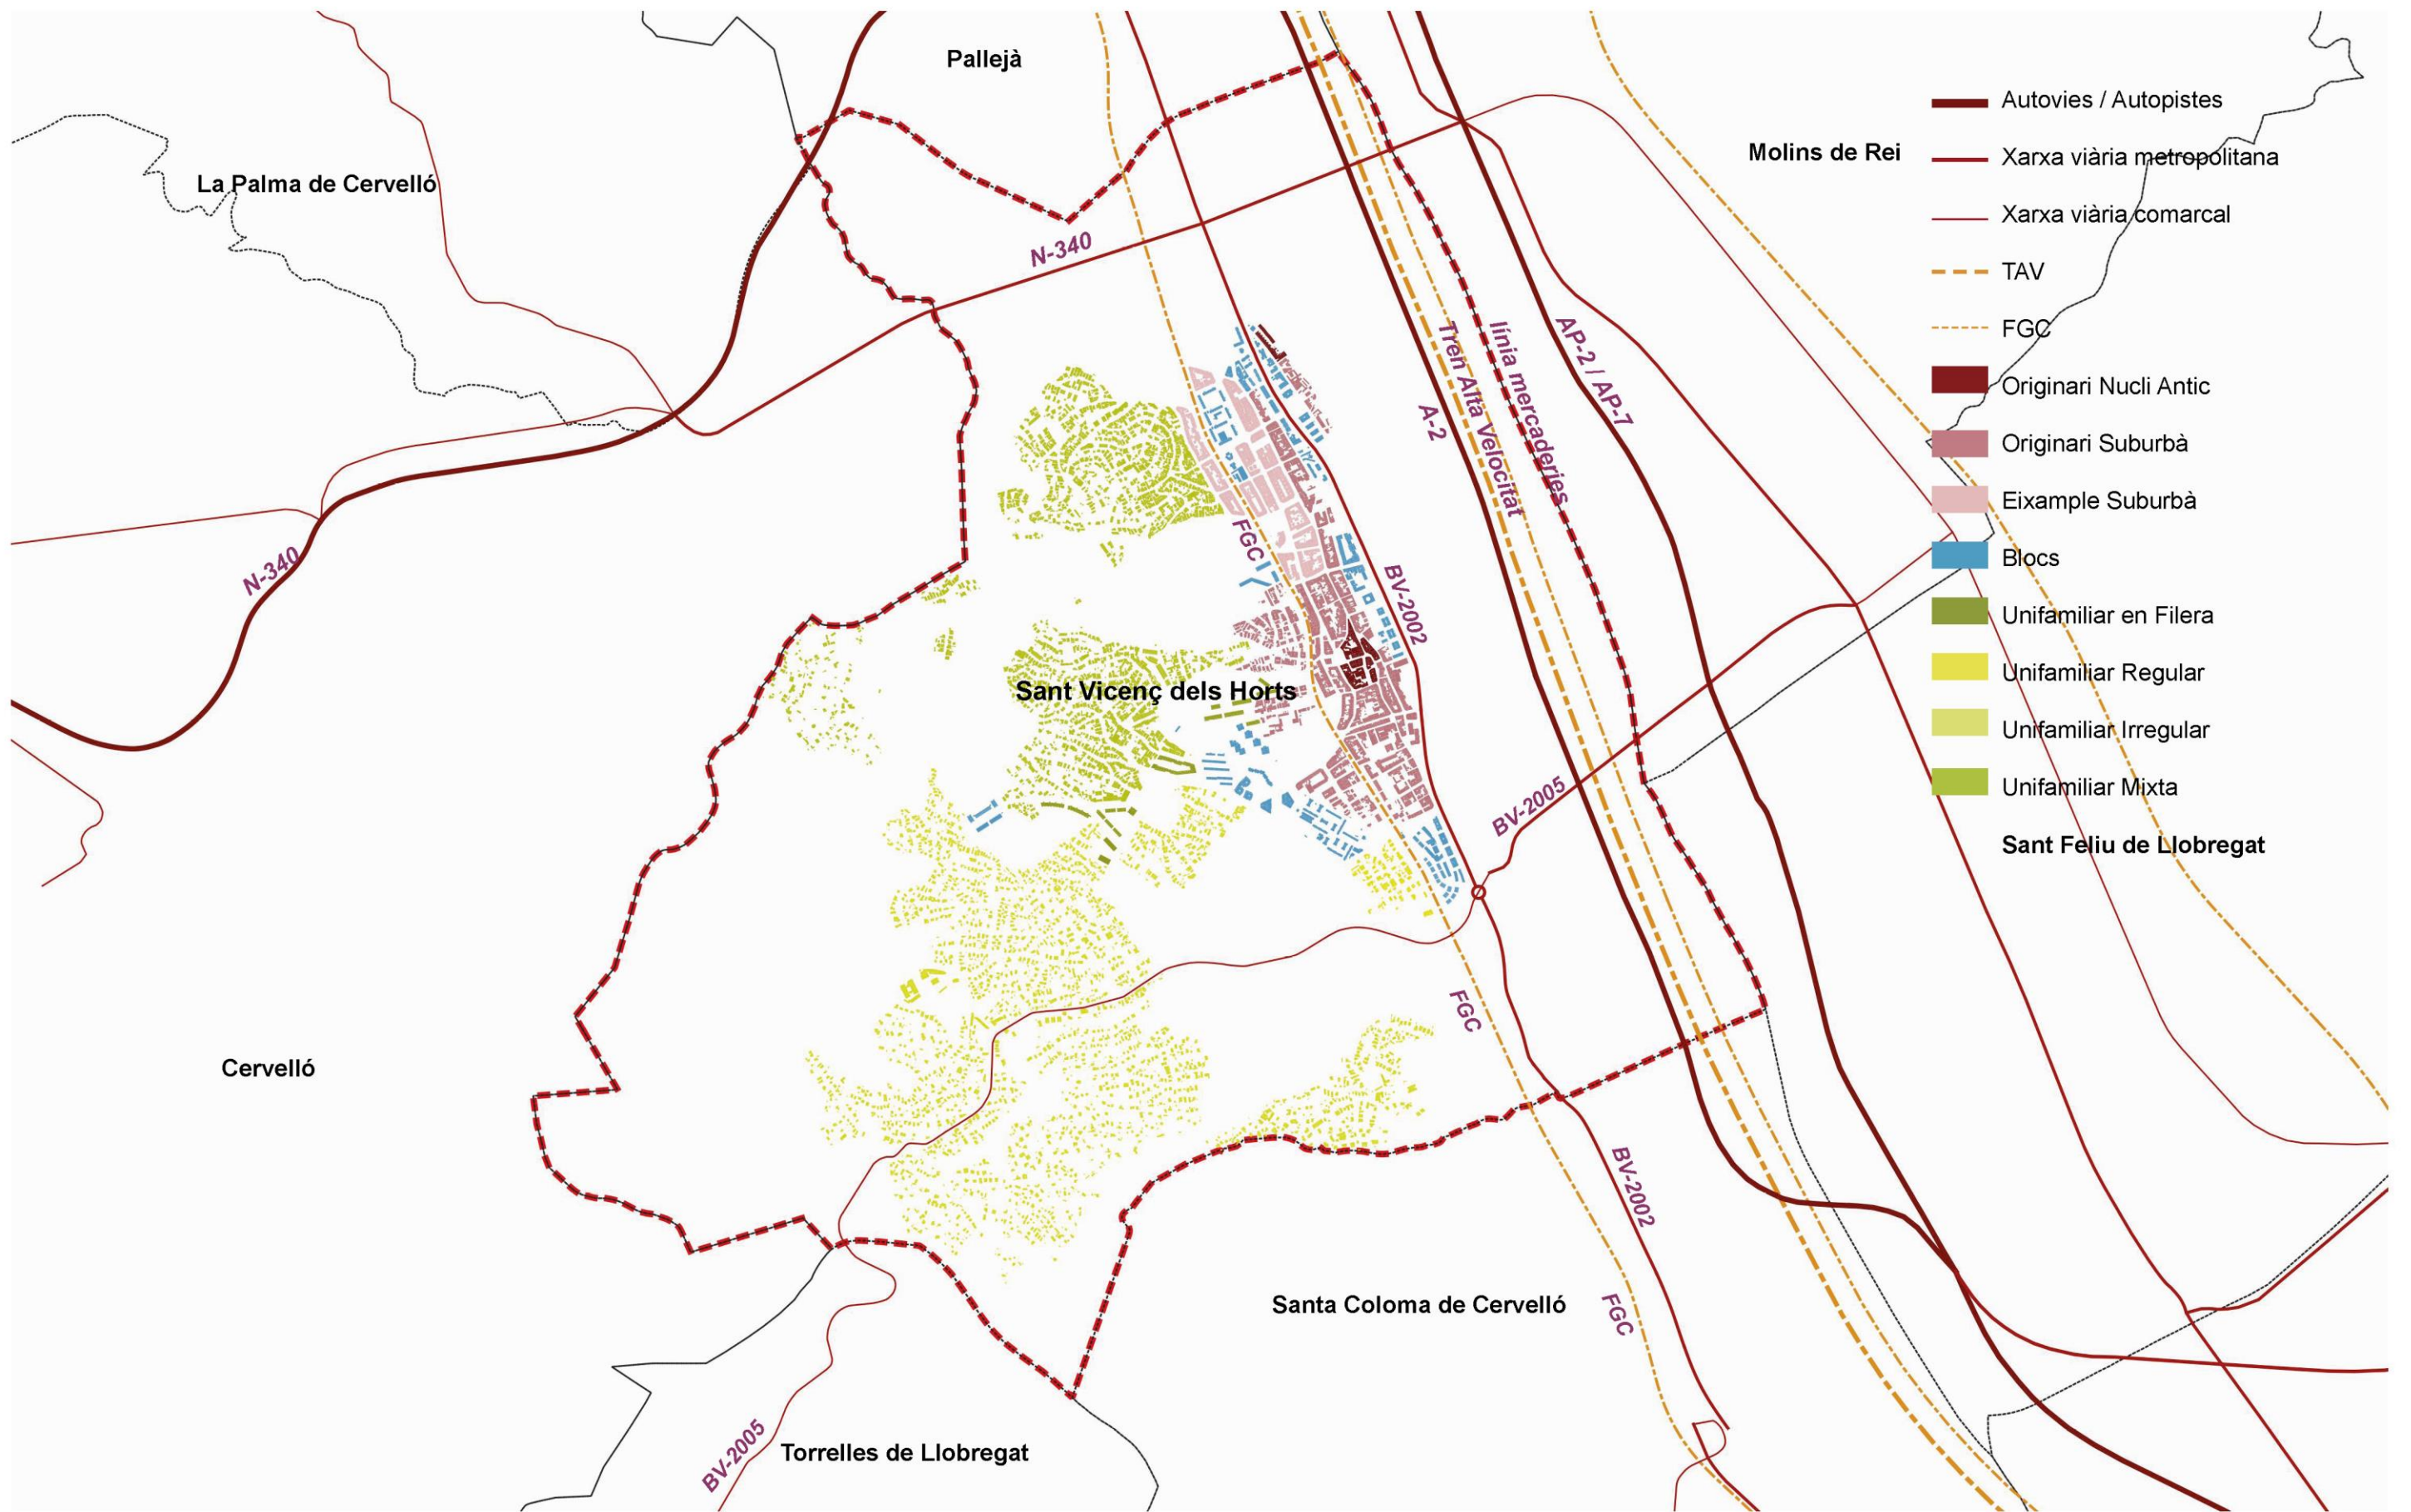 Pallejà
Molins de Rei
La Palma de Cervelló
N-340
N-340
Tren Alta Velocitat
línia mercaderies
AP-2 / AP-7
A-2
FGC
BV-2002
Sant Vicenç dels Horts
BV-2005
FGC
Cervelló
BV-2002
Santa Coloma de Cervelló
FGC
BV-2005
Torrelles de Llobregat
Autovies / Autopistes
Xarxa viària metropolitana
Xarxa viària comarcal
TAV
FGC
Originari Nucli Antic
Originari Suburbà
Eixample Suburbà
Blocs
Unifamiliar en Filera
Unifamiliar Regular
Unifamiliar Irregular
Unifamiliar Mixta
Sant Feliu de Llobregat